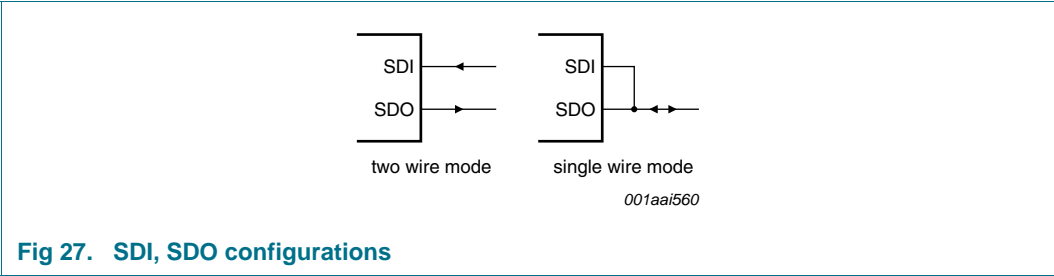 SDI
SDO
two wire mode
SDI
SDO
single wire mode
001aai560
Fig 27. SDI, SDO configurations